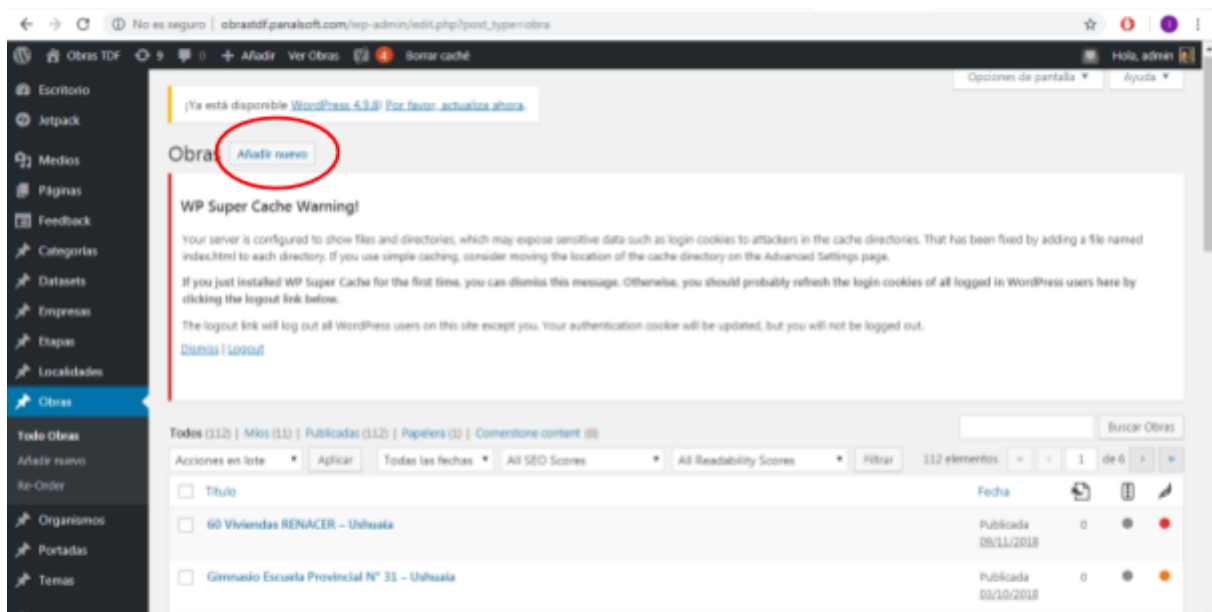 No es seguro | obrastdf.panalsoft.com/wp-admin/edit.php?post_type=obra
Obras TDF 9 0 + Añadir Ver Obras 4 Borrar caché Hola, admin
Opciones de pantalla Ayuda
Escritorio
Jetpack
Medios
Páginas
Feedback
Categorias
Datasets
Empresas
Etapas
Localidades
Obras
Todo Obras
Añadir nuevo
Re-Order
Organismos
Portadas
Temas
¡Ya está disponible WordPress 4.9.8! Por favor, actualiza ahora.
Obras Añadir nuevo
WP Super Cache Warning!
Your server is configured to show files and directories, which may expose sensitive data such as login cookies to attackers in the cache directories. That has been fixed by adding a file named
index.html to each directory. If you use simple caching, consider moving the location of the cache directory on the Advanced Settings page.
If you just installed WP Super Cache for the first time, you can dismiss this message. Otherwise, you should probably refresh the login cookies of all logged in WordPress users here by
clicking the logout link below.
The logout link will log out all WordPress users on this site except you. Your authentication cookie will be updated, but you will not be logged out.
Dismiss | Logout
Todos (112) | Míos (11) | Publicadas (112) | Papelera (1) | Cornerstone content (0)
Buscar Obras
Acciones en lote Aplicar Todas las fechas All SEO Scores All Readability Scores Filtrar 112 elementos « ‹ 1 de 6 › »
Título Fecha
60 Viviendas RENACER – Ushuaia Publicada 0
09/11/2018
Gimnasio Escuela Provincial N° 31 – Ushuaia Publicada 0
03/10/2018